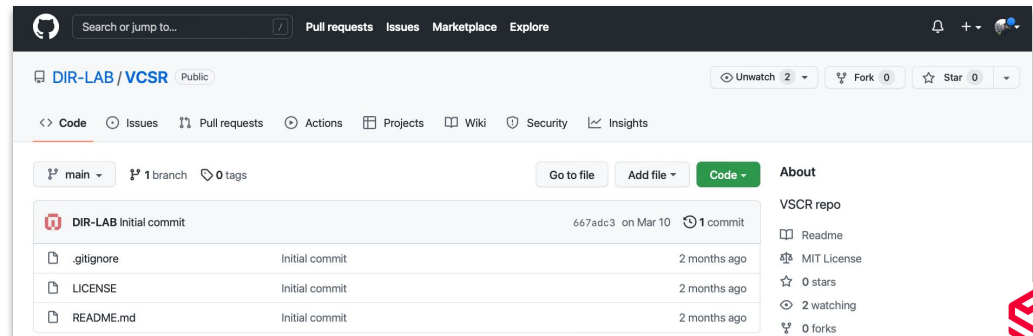 Search or jump to... / Pull requests Issues Marketplace Explore
DIR-LAB / VCSR Public Unwatch 2 Fork 0 Star 0
Code Issues Pull requests Actions Projects Wiki Security Insights
main 1 branch 0 tags Go to file Add file Code
DIR-LAB Initial commit 667adc3 on Mar 10 1 commit
.gitignore Initial commit 2 months ago
LICENSE Initial commit 2 months ago
README.md Initial commit 2 months ago
About
VSCR repo
Readme
MIT License
0 stars
2 watching
0 forks